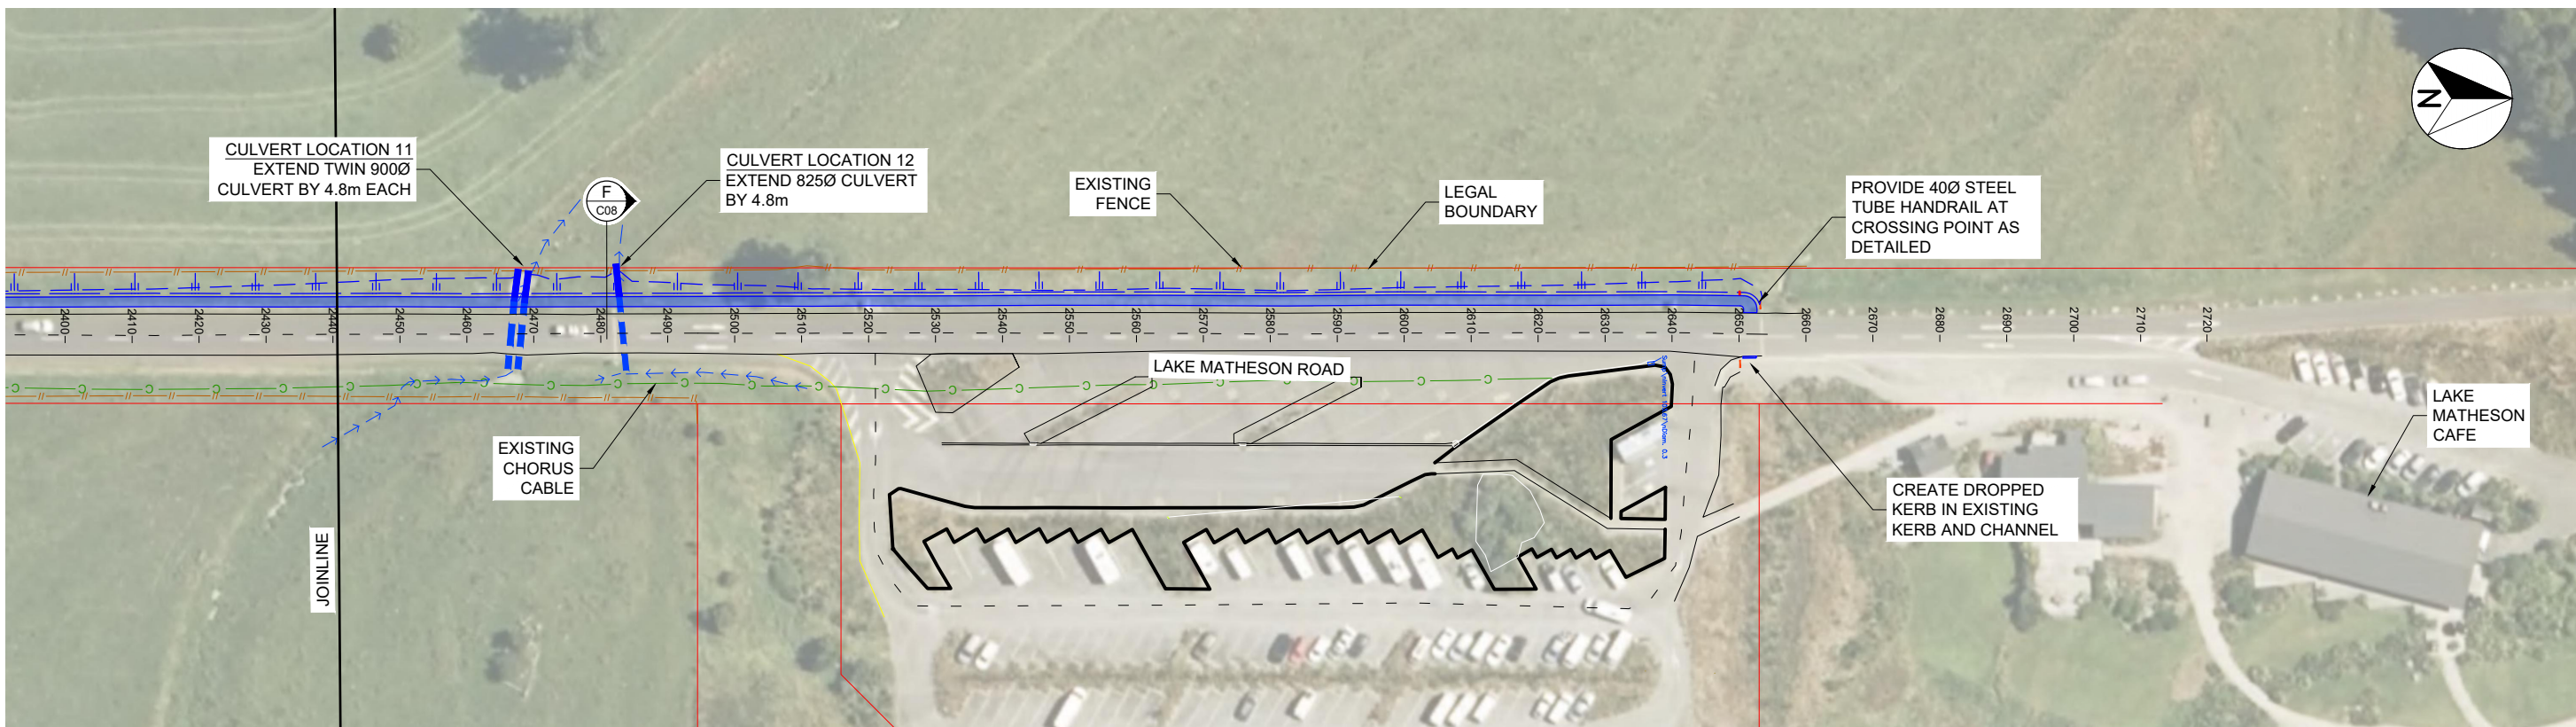 CULVERT LOCATION 11
EXTEND TWIN 900Ø
CULVERT BY 4.8m EACH
F
C08
CULVERT LOCATION 12
EXTEND 825Ø CULVERT
BY 4.8m
EXISTING
FENCE
LEGAL
BOUNDARY
PROVIDE 40Ø STEEL
TUBE HANDRAIL AT
CROSSING POINT AS
DETAILED
N
2400
2410
2420
2430
2440
2450
2460
2470
2480
2490
2500
2510
2520
2530
2540
2550
2560
2570
2580
2590
2600
2610
2620
2630
2640
2650
2660
2670
2680
2690
2700
2710
2720
LAKE MATHESON ROAD
C C C C C C C C C C C C C C C C C C C C C C
EXISTING
CHORUS
CABLE
JOINLINE
CREATE DROPPED
KERB IN EXISTING
KERB AND CHANNEL
LAKE
MATHESON
CAFE